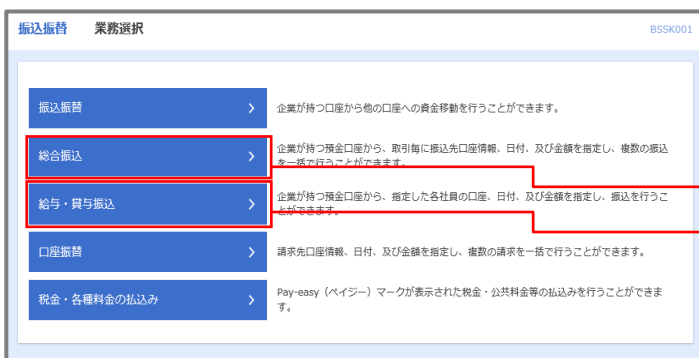 振込振替 業務選択 BSSK001
振込振替 企業が持つ口座から他の口座への資金移動を行うことができます。
総合振込 企業が持つ預金口座から、取引毎に振込先口座情報、日付、及び金額を指定し、複数の振込
を一括で行うことができます。
給与・賞与振込 企業が持つ預金口座から、指定した各社員の口座、日付、及び金額を指定し、振込を行うこ
とができます。
口座振替 請求先口座情報、日付、及び金額を指定し、複数の請求を一括で行うことができます。
税金・各種料金の払込み Pay-easy（ペイジー）マークが表示された税金・公共料金等の払込みを行うことができま
す。